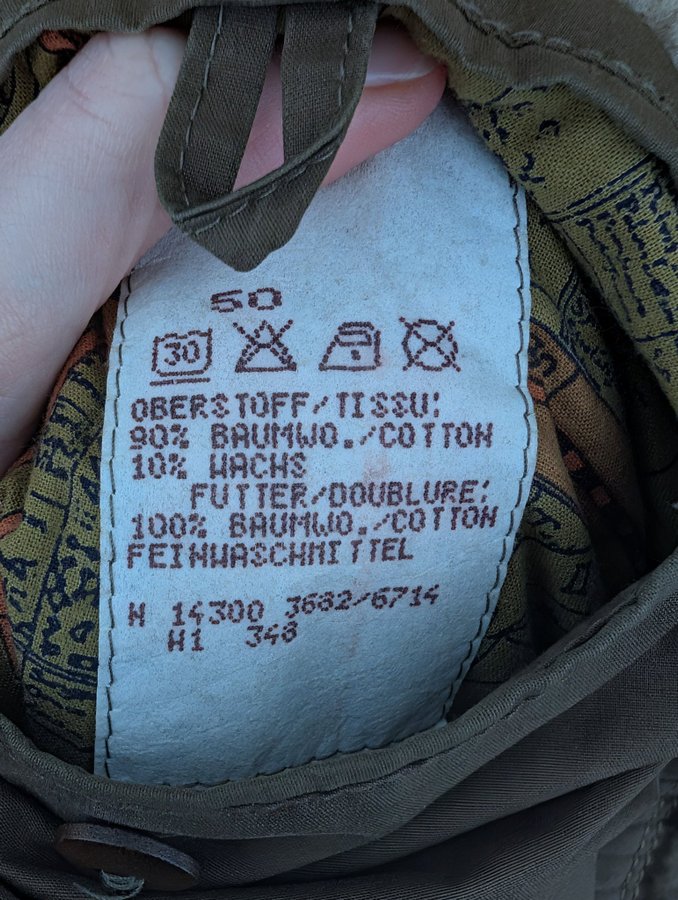 50
30
OBERSTOFF/TISSU:
90% BAUMWO./COTTON
10% WACHS
FUTTER/DOUBLURE:
100% BAUMWO./COTTON
FEINWASCHMITTEL
H 14300 3682/6714
H1 348